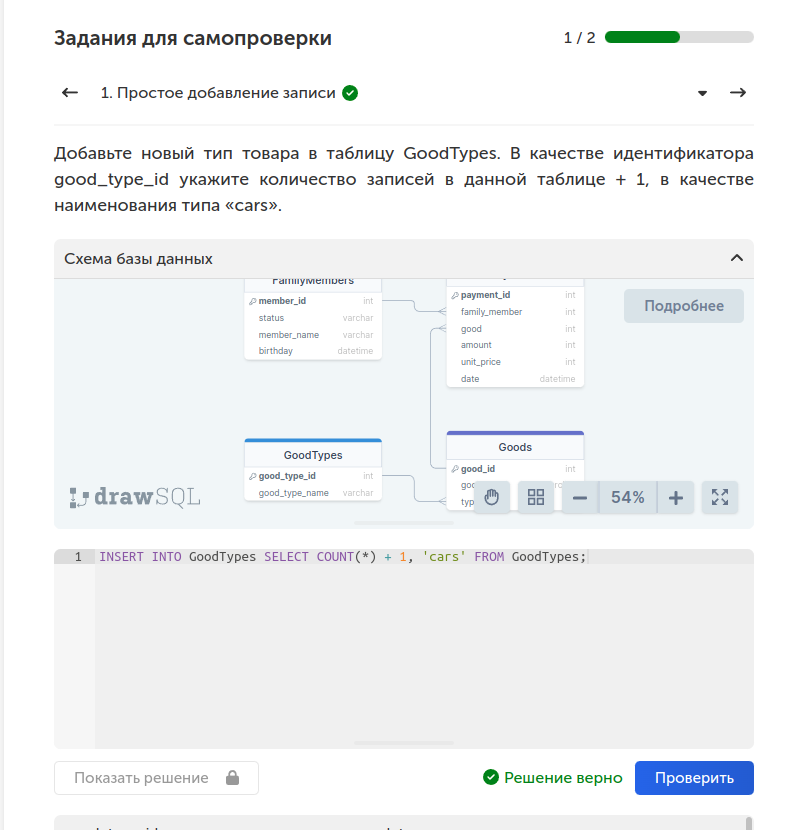 Задания для самопроверки
1 / 2
1. Простое добавление записи
Добавьте новый тип товара в таблицу GoodTypes. В качестве идентификатора
good_type_id укажите количество записей в данной таблице + 1, в качестве
наименования типа «cars».
Схема базы данных
FamilyMembers
member_id int
status varchar
member_name varchar
birthday datetime
payment_id int
family_member int
good int
amount int
unit_price int
date datetime
Подробнее
GoodTypes
good_type_id int
good_type_name varchar
Goods
good_id int
drawSQL
54%
1 INSERT INTO GoodTypes SELECT COUNT(*) + 1, 'cars' FROM GoodTypes;
Показать решение
Решение верно
Проверить